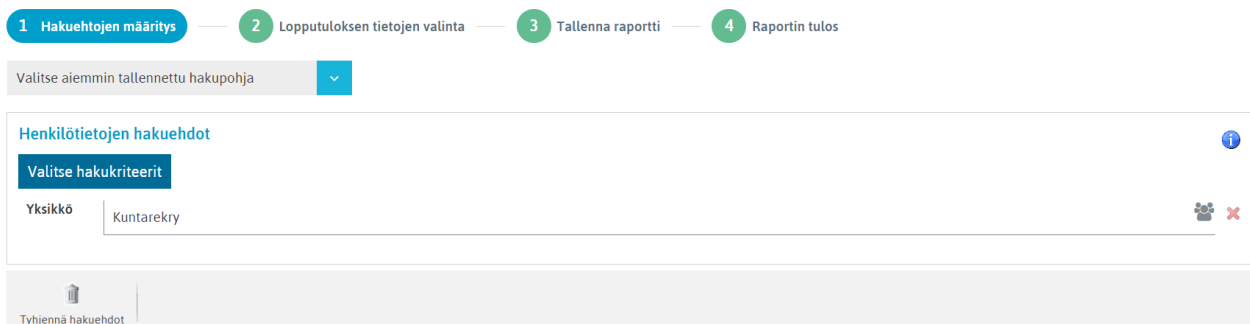 1 Hakuehtojen määritys 2 Lopputuloksen tietojen valinta 3 Tallenna raportti 4 Raportin tulos
Valitse aiemmin tallennettu hakupohja
Henkilötietojen hakuehdot
Valitse hakukriteerit
Yksikkö Kuntarekry
Tyhjennä hakuehdot